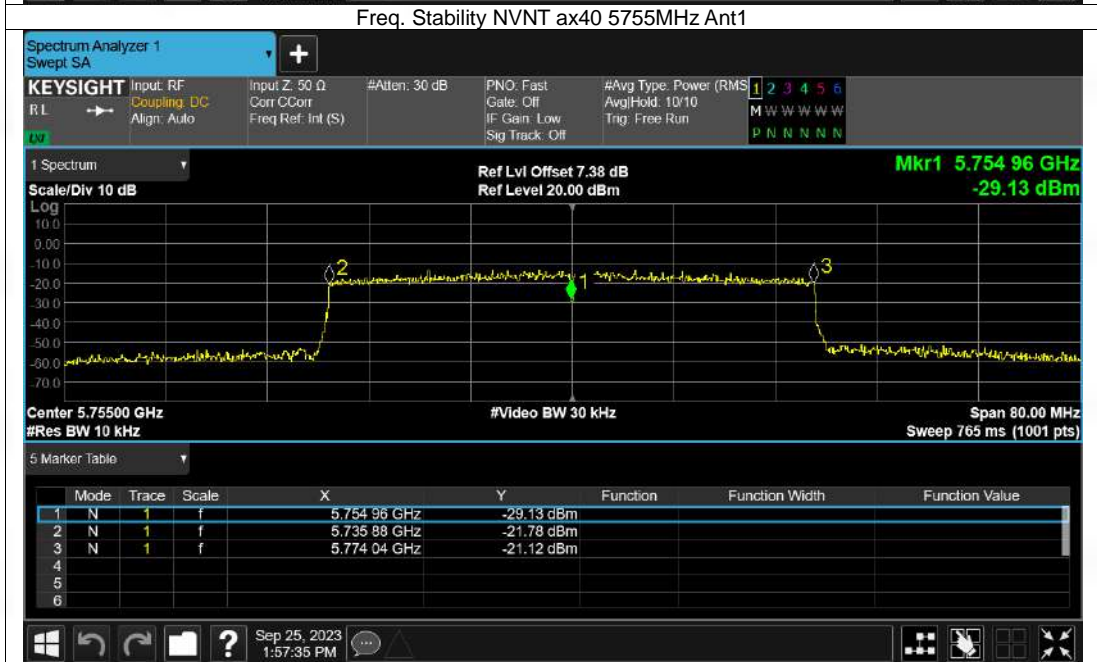 Freq. Stability NVNT ax40 5755MHz Ant1
Spectrum Analyzer 1
Swept SA
+
KEYSIGHT Input: RF Input Z: 50 Ω #Atten: 30 dB PNO: Fast #Avg Type: Power (RMS 1 2 3 4 5 6
RL Coupling: DC Corr CCorr Gate: Off Avg|Hold: 10/10 M W W W W W
Align: Auto Freq Ref: Int (S) IF Gain: Low Trig: Free Run
LXI Sig Track: Off P N N N N N
1 Spectrum Ref Lvl Offset 7.38 dB Mkr1 5.754 96 GHz
Scale/Div 10 dB Ref Level 20.00 dBm -29.13 dBm
Log
10.0
0.00
-10.0
2 3
-20.0
1
-30.0
-40.0
-50.0
-60.0
-70.0
Center 5.75500 GHz #Video BW 30 kHz Span 80.00 MHz
#Res BW 10 kHz Sweep 765 ms (1001 pts)
5 Marker Table
Mode Trace Scale X Y Function Function Width Function Value
1 N 1 f 5.754 96 GHz -29.13 dBm
2 N 1 f 5.735 88 GHz -21.78 dBm
3 N 1 f 5.774 04 GHz -21.12 dBm
4
5
6
? Sep 25, 2023
1:57:35 PM